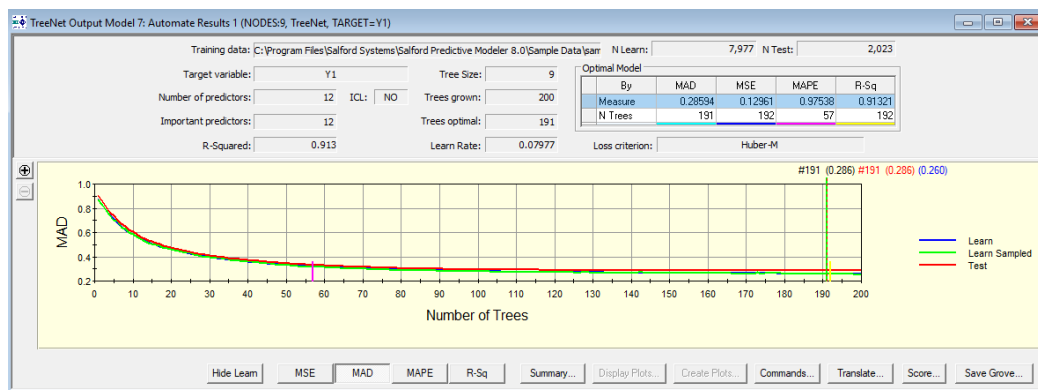 TreeNet Output Model 7: Automate Results 1 (NODES:9, TreeNet, TARGET=Y1)
Training data: C:\Program Files\Salford Systems\Salford Predictive Modeler 8.0\Sample Data\sam N Learn: 7,977 N Test: 2,023
Target variable: Y1 Tree Size: 9
Number of predictors: 12 ICL: NO Trees grown: 200
Important predictors: 12 Trees optimal: 191
R-Squared: 0.913 Learn Rate: 0.07977 Loss criterion: Huber-M
Optimal Model
By MAD MSE MAPE R-Sq
Measure 0.28594 0.12961 0.97538 0.91321
N Trees 191 192 57 192
#191 (0.286) #191 (0.286) (0.260)
MAD
1.0
0.8
0.6
0.4
0.2
0 10 20 30 40 50 60 70 80 90 100 110 120 130 140 150 160 170 180 190 200
Number of Trees
Learn
Learn Sampled
Test
Hide Learn MSE MAD MAPE R-Sq Summary... Display Plots... Create Plots... Commands... Translate... Score... Save Grove...